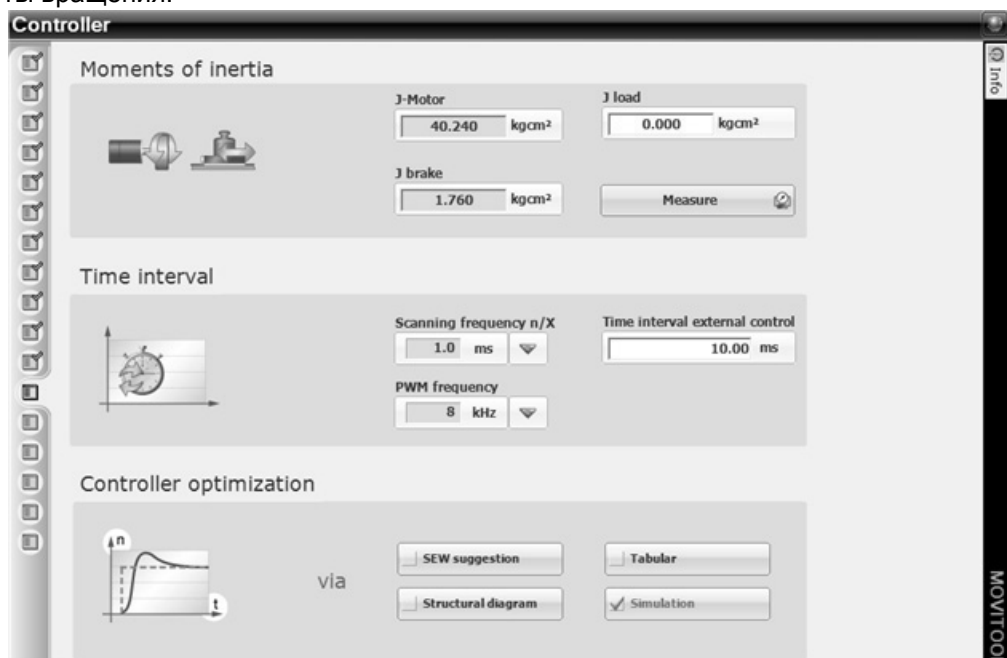 ты вращения.
Controller
Info
Moments of inertia
J-Motor
40.240 kgcm²
J load
0.000 kgcm²
J brake
1.760 kgcm²
Measure
Time interval
Scanning frequency n/X
1.0 ms
Time interval external control
10.00 ms
PWM frequency
8 kHz
Controller optimization
n
t
via
SEW suggestion
Tabular
Structural diagram
Simulation
MOVITOO